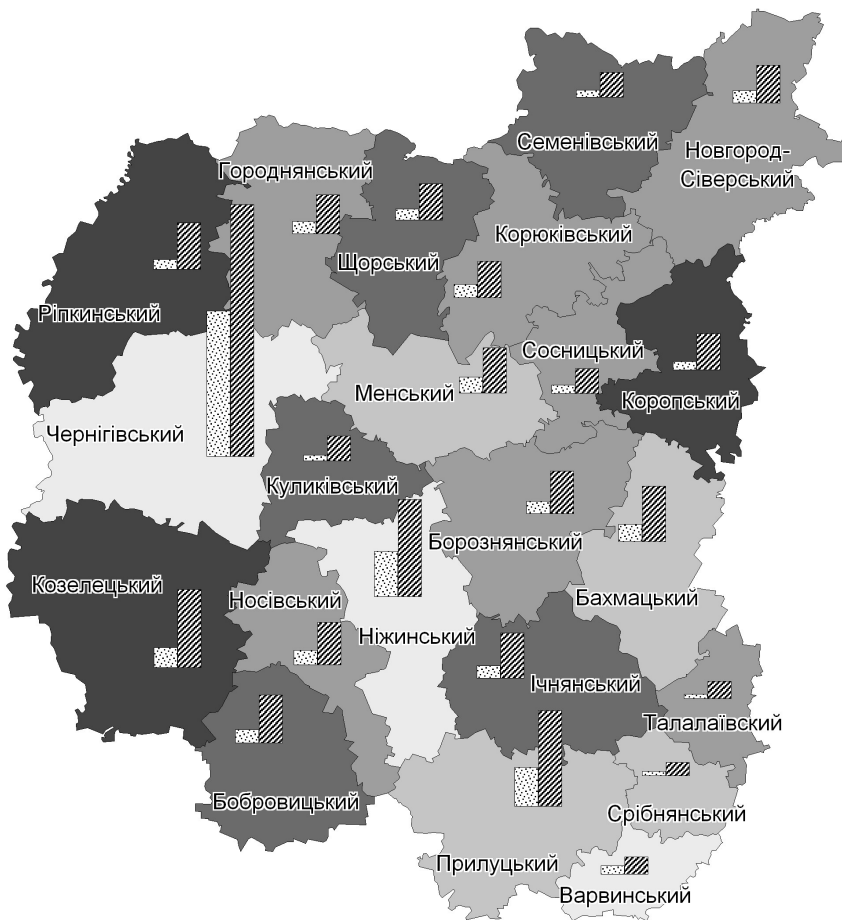 Семенівський
Новгород-
Сіверський
Городнянський
Корюківський
Щорський
Ріпкинський
Сосницький
Менський
Коропський
Чернігівський
Куликівський
Борознянський
Козелецький
Носівський
Бахмацький
Ніжинський
Ічнянський
Талалаївский
Бобровицький
Срібнянський
Прилуцький
Варвинський